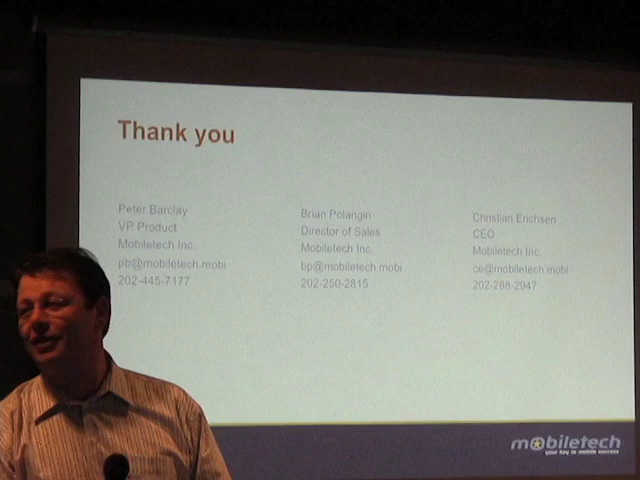 Thank you
Peter Barclay
VP Product
Mobiletech Inc.
pb@mobiletech.mobi
202-445-7177
Brian Polangin
Director of Sales
Mobiletech Inc.
bp@mobiletech.mobi
202-250-2815
Christian Erichsen
CEO
Mobiletech Inc.
ce@mobiletech.mobi
202-288-2947
mobiletech
your key to mobile success